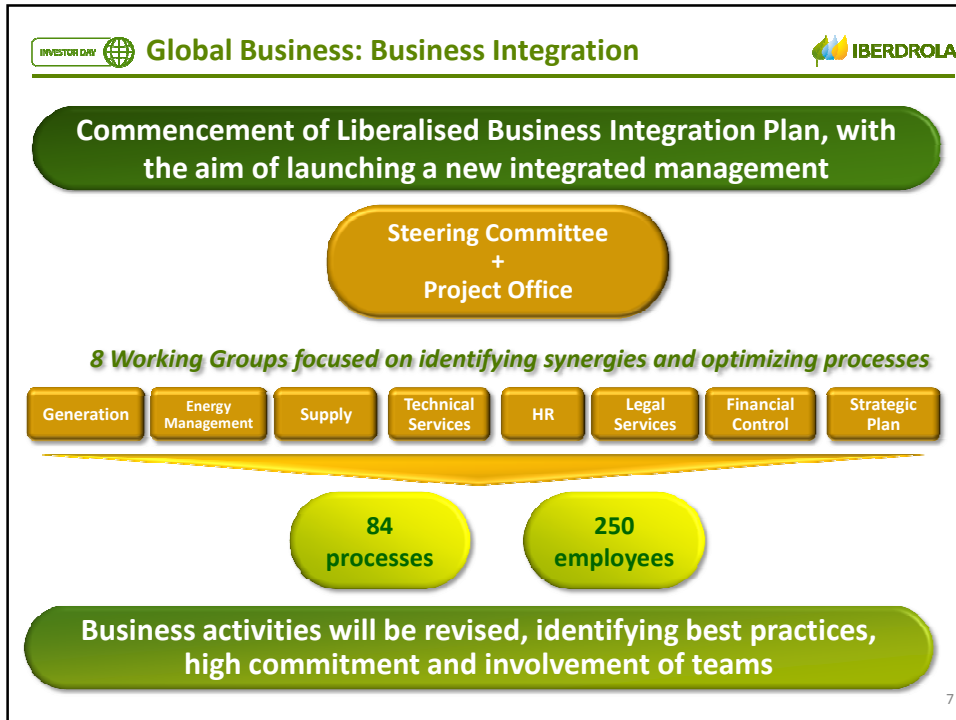 INVESTOR DAY
Global Business: Business Integration
IBERDROLA
Commencement of Liberalised Business Integration Plan, with
the aim of launching a new integrated management
Steering Committee
+
Project Office
8 Working Groups focused on identifying synergies and optimizing processes
Generation
Energy
Management
Supply
Technical
Services
HR
Legal
Services
Financial
Control
Strategic
Plan
84
processes
250
employees
Business activities will be revised, identifying best practices,
high commitment and involvement of teams
7